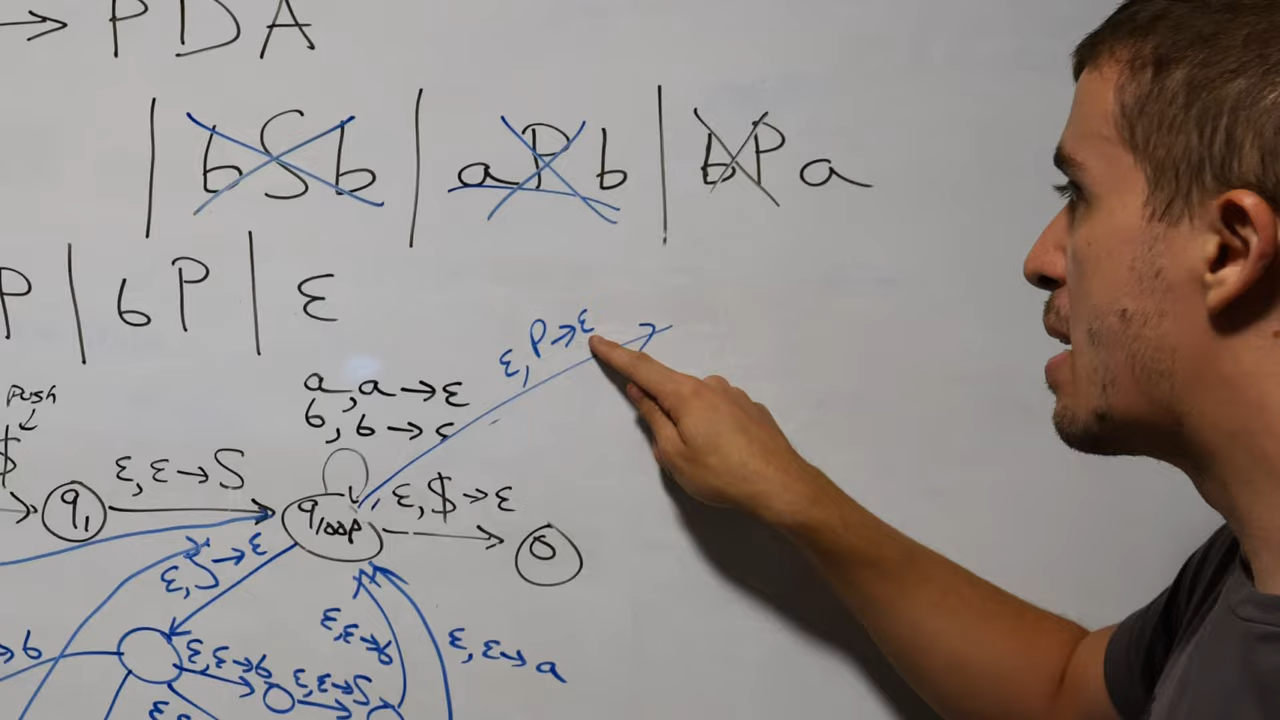 → PDA
| bSb | aPb | bPa
P | bP | ε
ε, P→ε
Push
$
a, a→ε
b, b→ε
q1
ε, ε→S
qloop
ε, $→ε
ε, S→ε
ε, ε→b
ε, ε→S
ε, ε→b
ε, ε→a